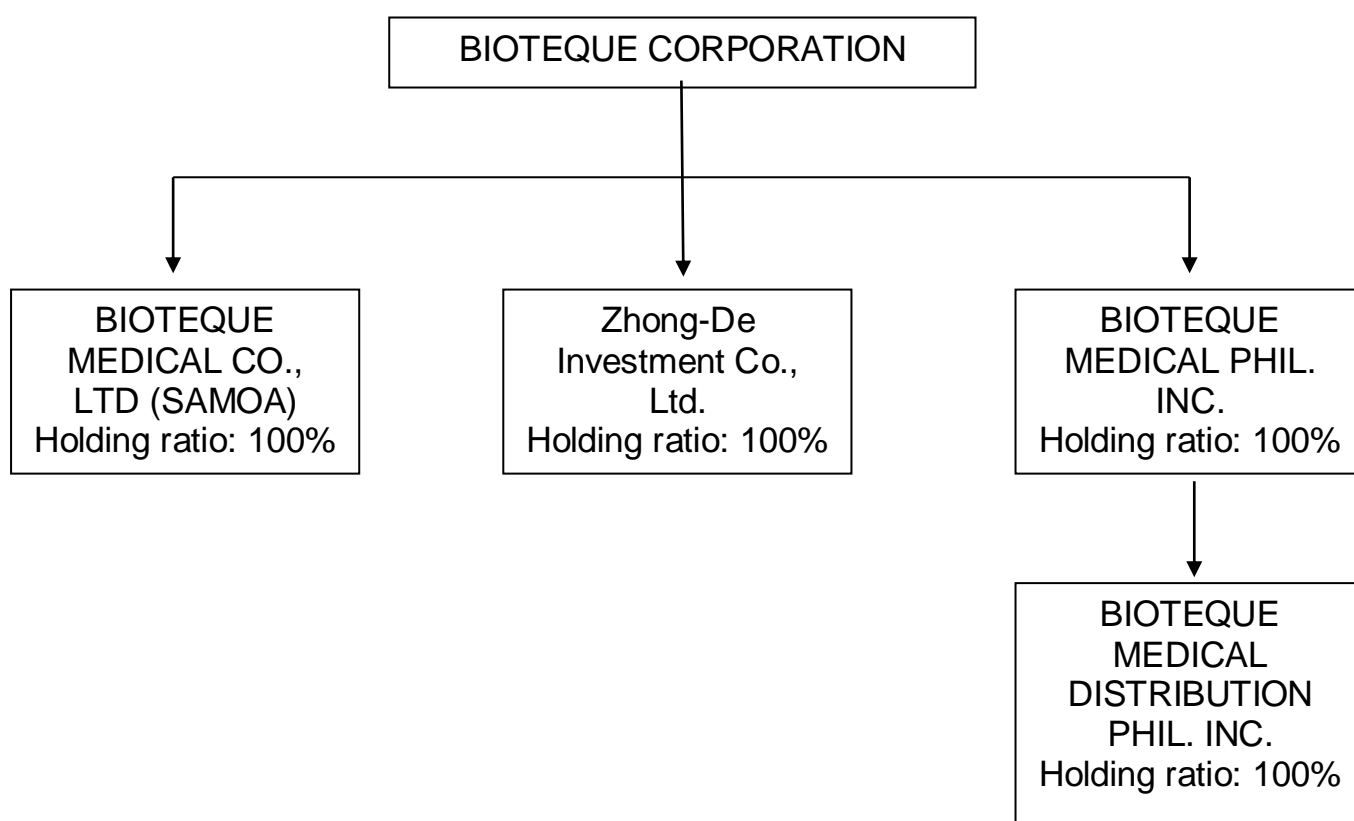 BIOTEQUE CORPORATION
BIOTEQUE
MEDICAL CO.,
LTD (SAMOA)
Holding ratio: 100%
Zhong-De
Investment Co.,
Ltd.
Holding ratio: 100%
BIOTEQUE
MEDICAL PHIL.
INC.
Holding ratio: 100%
BIOTEQUE
MEDICAL
DISTRIBUTION
PHIL. INC.
Holding ratio: 100%